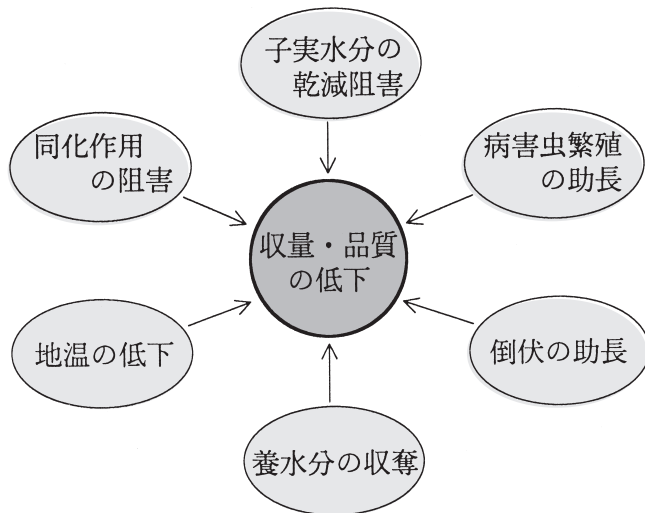 子実水分の
乾減阻害
同化作用
の阻害
病害虫繁殖
の助長
収量・品質
の低下
地温の低下
倒伏の助長
養水分の収奪